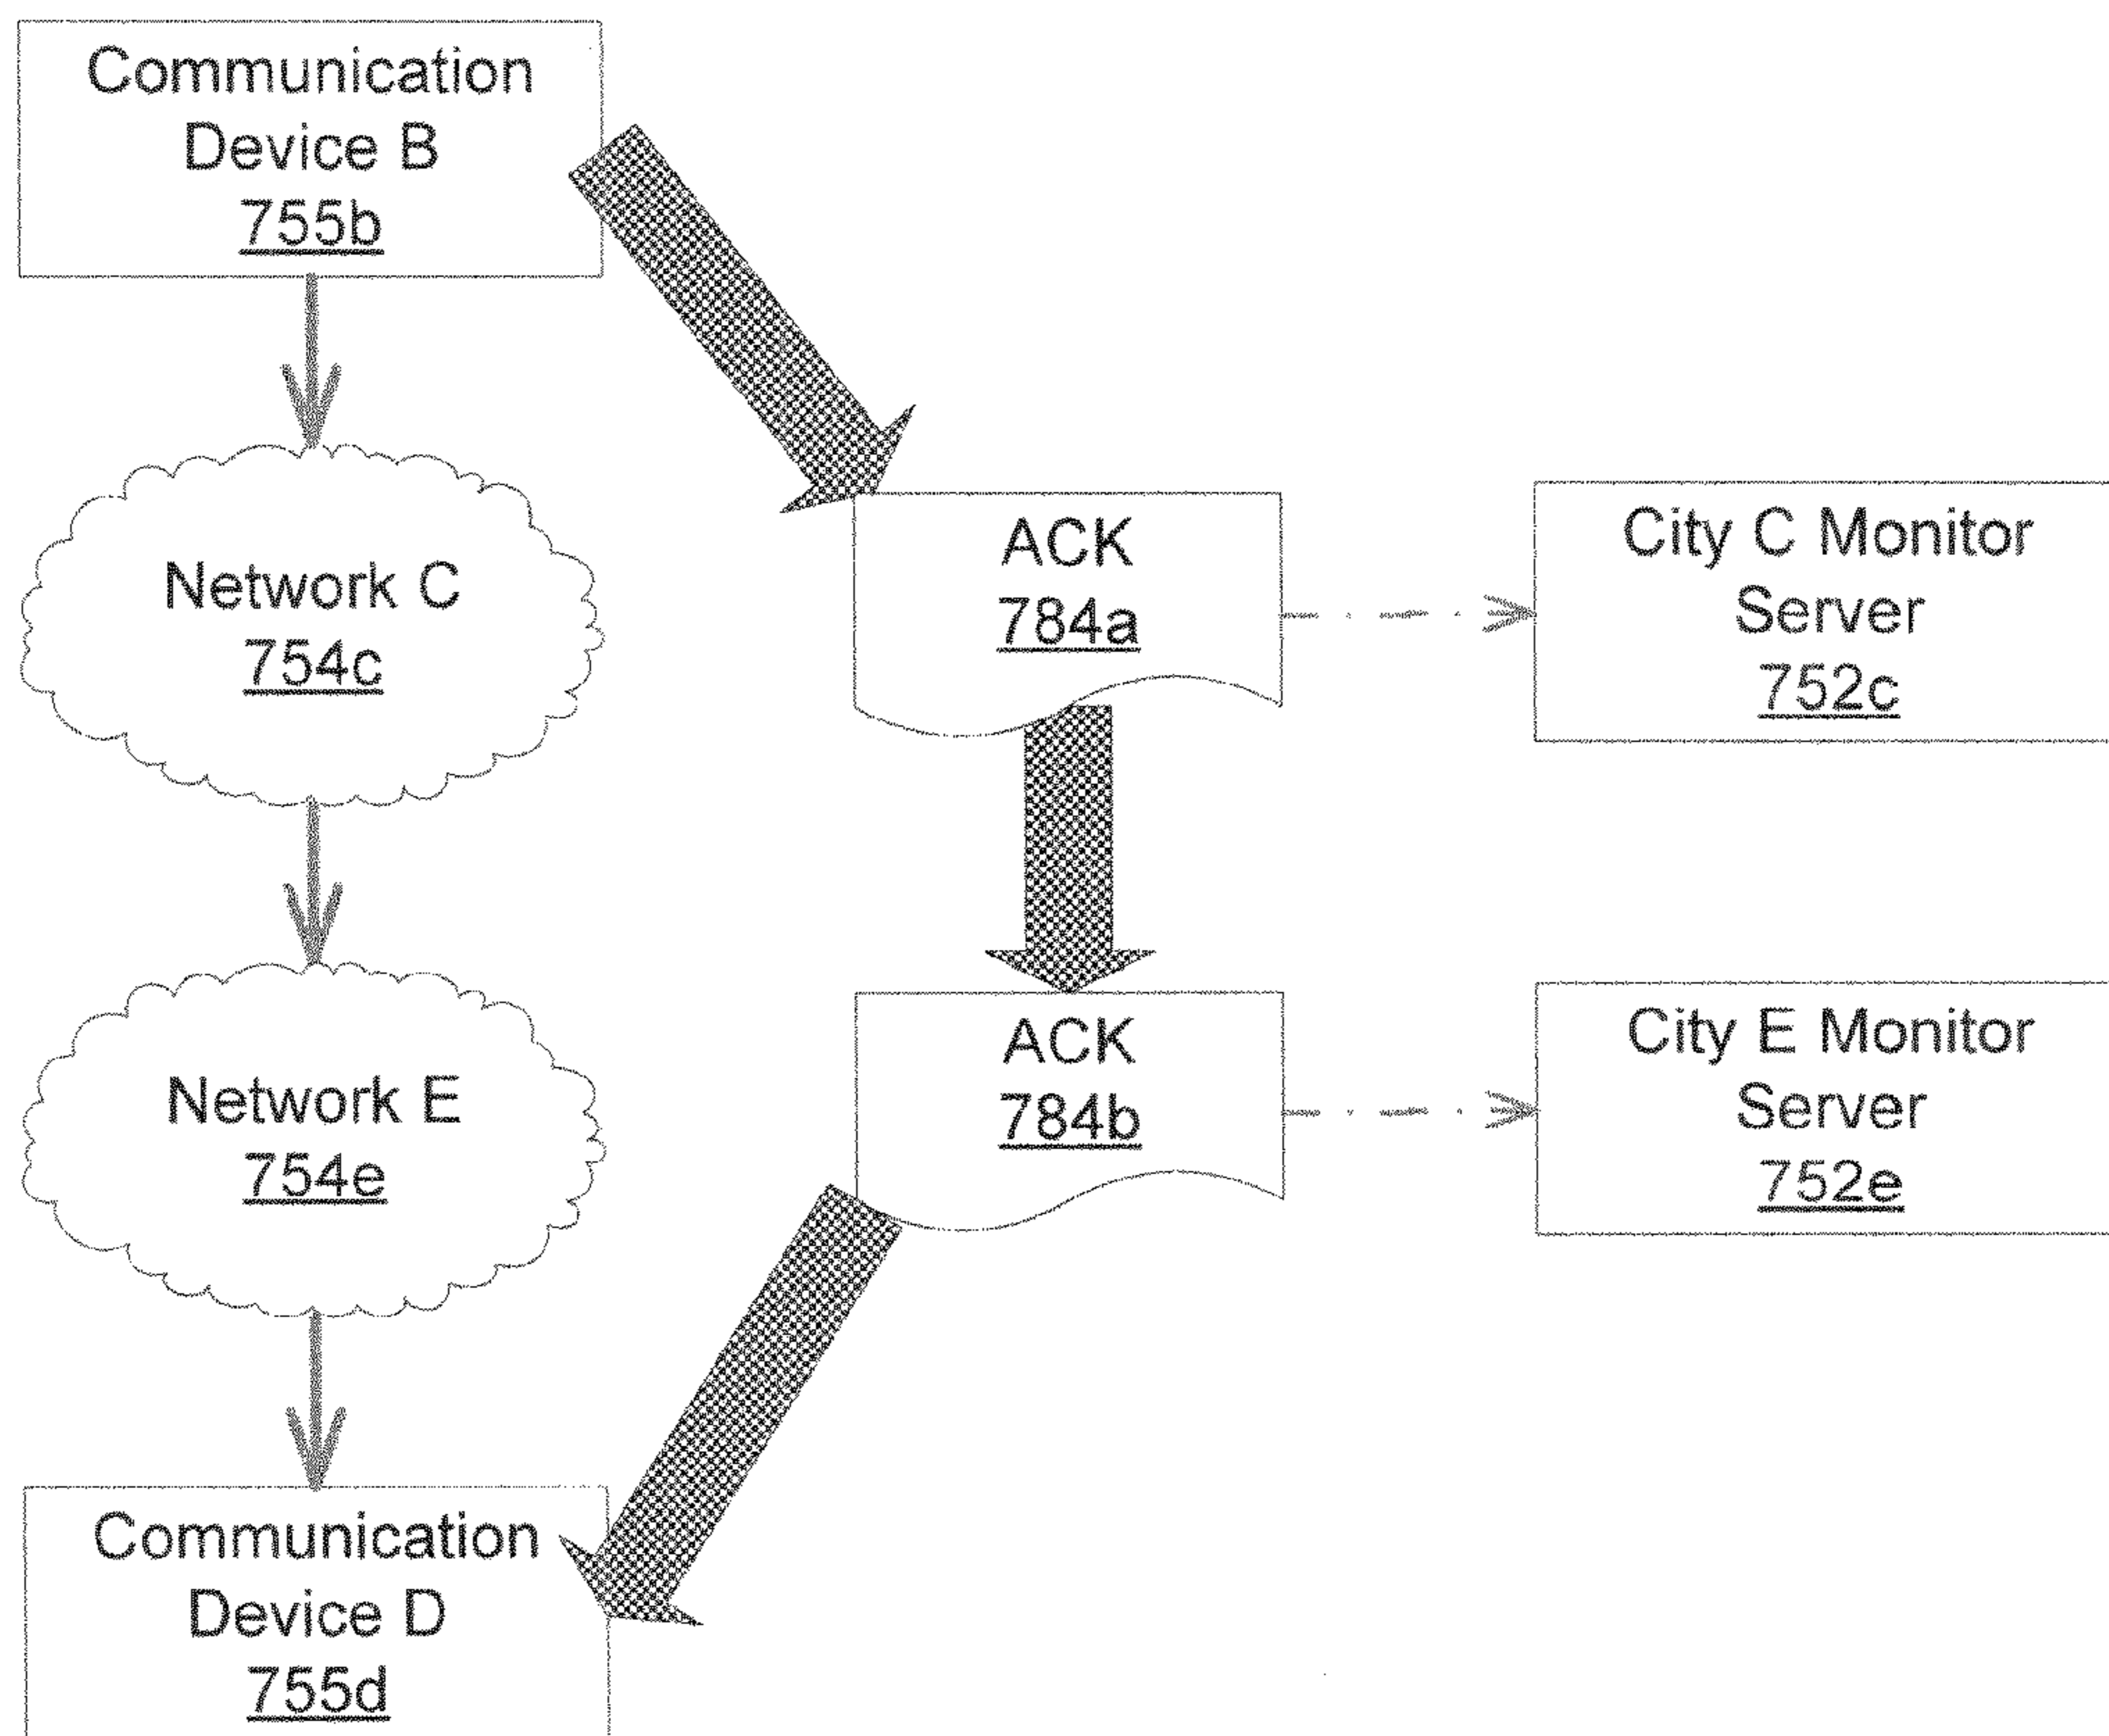 Communication
Device B
755b
Network C
754c
ACK
784a
City C Monitor
Server
752c
Network E
754e
ACK
784b
City E Monitor
Server
752e
Communication
Device D
755d